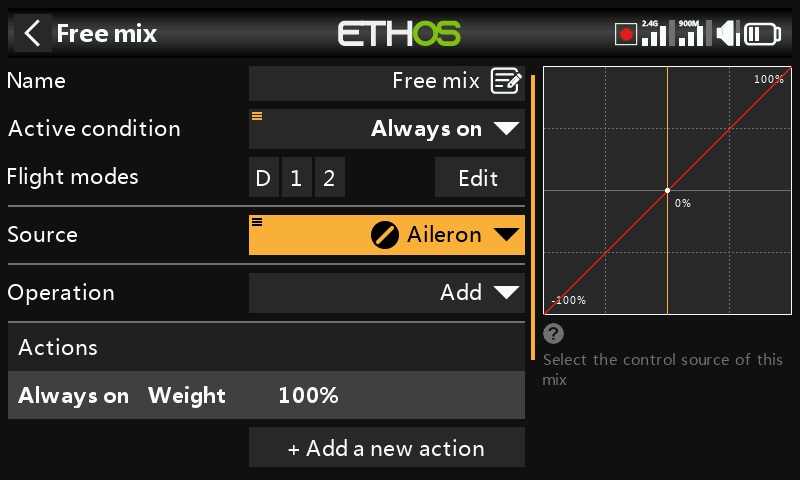 Free mix
ETHOS
2.4G
900M
Name
Free mix
Active condition
Always on
Flight modes
D 1 2
Edit
Source
Aileron
Operation
Add
Actions
Always on Weight 100%
+ Add a new action
100%
0%
-100%
?
Select the control source of this
mix